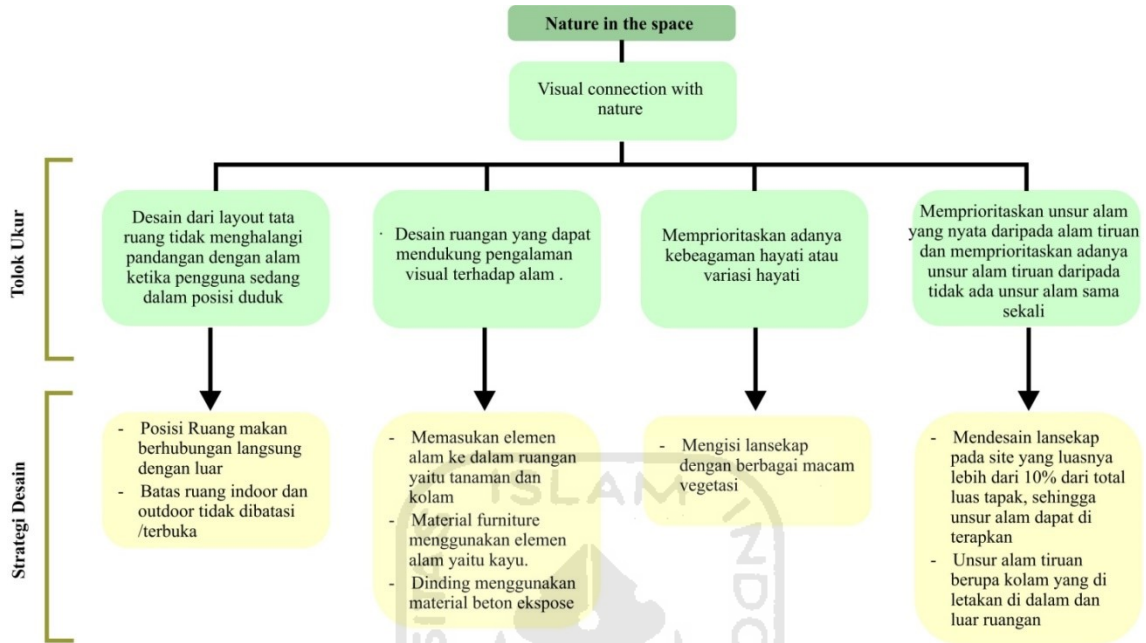 Nature in the space
Visual connection with
nature
Tolok Ukur
Desain dari layout tata
ruang tidak menghalangi
pandangan dengan alam
ketika pengguna sedang
dalam posisi duduk
· Desain ruangan yang dapat
mendukung pengalaman
visual terhadap alam .
Memprioritaskan adanya
kebeagaman hayati atau
variasi hayati
Memprioritaskan unsur alam
yang nyata daripada alam tiruan
dan memprioritaskan adanya
unsur alam tiruan daripada
tidak ada unsur alam sama
sekali
Strategi Desain
- Posisi Ruang makan
berhubungan langsung
dengan luar
- Batas ruang indoor dan
outdoor tidak dibatasi
/terbuka
- Memasukan elemen
alam ke dalam ruangan
yaitu tanaman dan
kolam
- Material furniture
menggunakan elemen
alam yaitu kayu.
- Dinding menggunakan
material beton ekspose
- Mengisi lansekap
dengan berbagai macam
vegetasi
- Mendesain lansekap
pada site yang luasnya
lebih dari 10% dari total
luas tapak, sehingga
unsur alam dapat di
terapkan
- Unsur alam tiruan
berupa kolam yang di
letakan di dalam dan
luar ruangan
ISLAM